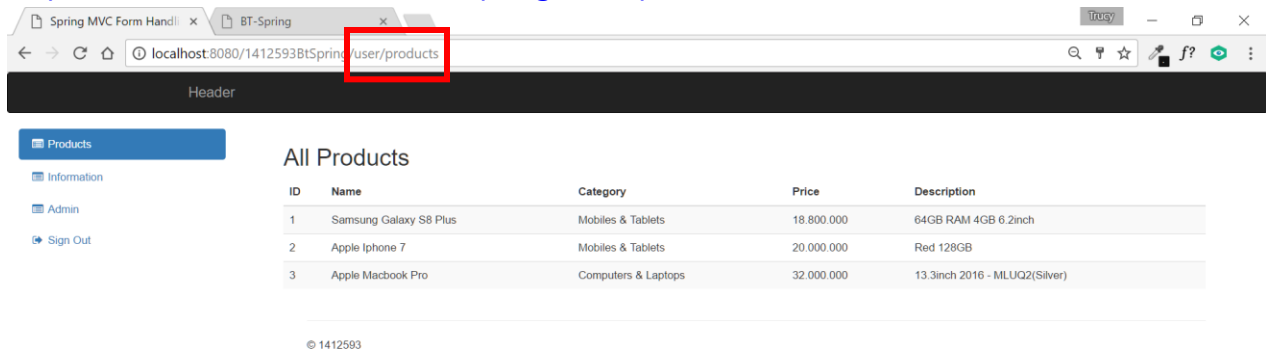 Spring MVC Form Handli
BT-Spring
Trucy
localhost:8080/1412593BtSpring/user/products
f?
Header
Products
Information
Admin
Sign Out
All Products
ID Name Category Price Description
1 Samsung Galaxy S8 Plus Mobiles & Tablets 18.800.000 64GB RAM 4GB 6.2inch
2 Apple Iphone 7 Mobiles & Tablets 20.000.000 Red 128GB
3 Apple Macbook Pro Computers & Laptops 32.000.000 13.3inch 2016 - MLUQ2(Silver)
© 1412593